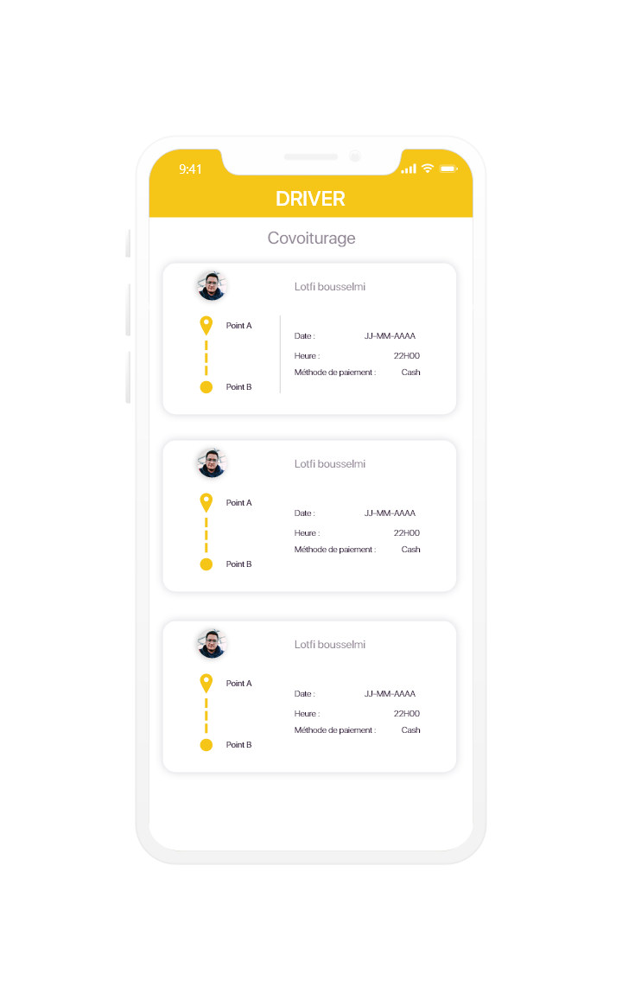 9:41
DRIVER
Covoiturage
Lotfi bousselmi
Point A
Date : JJ-MM-AAAA
Heure : 22H00
Méthode de paiement : Cash
Point B
Lotfi bousselmi
Point A
Date : JJ-MM-AAAA
Heure : 22H00
Méthode de paiement : Cash
Point B
Lotfi bousselmi
Point A
Date : JJ-MM-AAAA
Heure : 22H00
Méthode de paiement : Cash
Point B